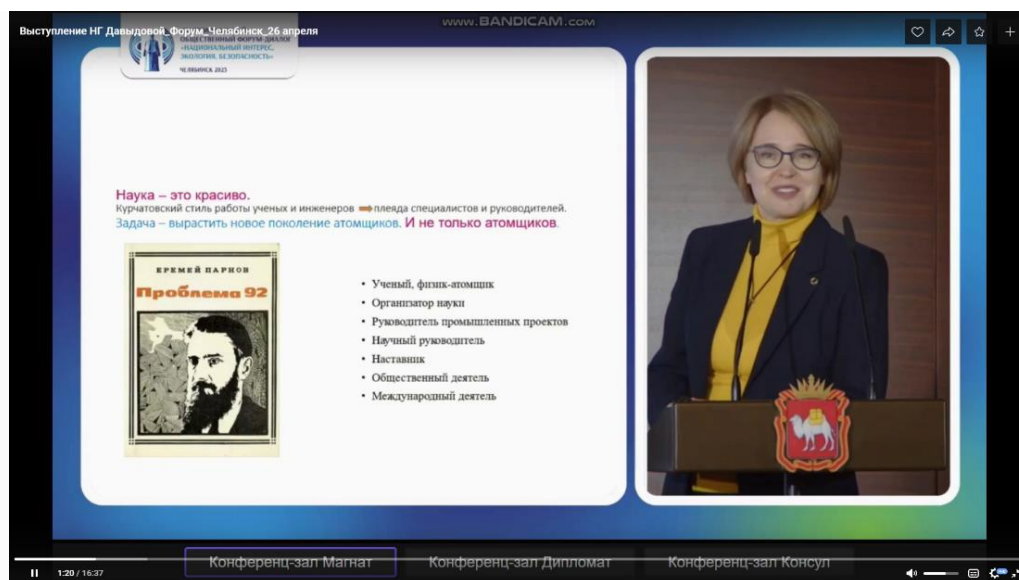 www.BANDICAM.com
Выступление НГ Давыдовой_Форум_Челябинск_26 апреля
ОБЩЕСТВЕННЫЙ ФОРУМ-ДИАЛОГ
«НАЦИОНАЛЬНЫЙ ИНТЕРЕС,
ЭКОЛОГИЯ, БЕЗОПАСНОСТЬ»
ЧЕЛЯБИНСК 2023
Наука – это красиво.
Курчатовский стиль работы ученых и инженеров плеяда специалистов и руководителей.
Задача – вырастить новое поколение атомщиков. И не только атомщиков.
ЕРЕМЕЙ ПАРНОВ
Проблема 92
• Ученый, физик-атомщик
• Организатор науки
• Руководитель промышленных проектов
• Научный руководитель
• Наставник
• Общественный деятель
• Международный деятель
Конференц-зал Магнат
Конференц-зал Дипломат
Конференц-зал Консул
1:20 / 16:37